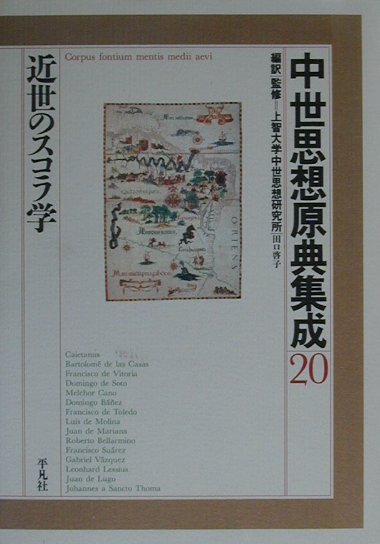 中世思想原典集成
20
編訳/監修=上智大学中世思想研究所
田口啓子
Corpus fontium mentis medii aevi
近世のスコラ学
ORIENS
Caietanus
Bartolomé de las Casas
Francisco de Vitoria
Domingo de Soto
Melchor Cano
Domingo Báñez
Francisco de Toledo
Luis de Molina
Juan de Mariana
Roberto Bellarmino
Francisco Suárez
Gabriel Vázquez
Leonhard Lessius
Juan de Lugo
Johannes a Sancto Thoma
平凡社